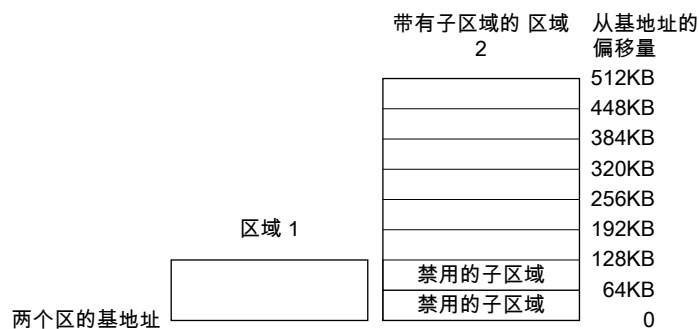 带有子区域的 区域
2
从基地址的
偏移量
512KB
448KB
384KB
320KB
256KB
区域 1
192KB
128KB
禁用的子区域
64KB
禁用的子区域
两个区的基地址
0